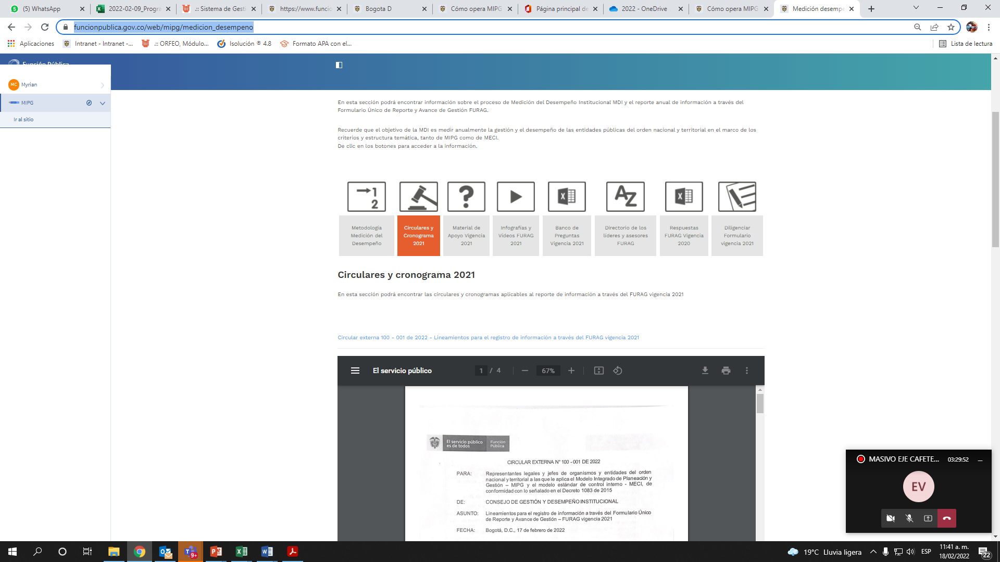 (5) WhatsApp
2022-02-09_Progra
.:: Sistema de Gesti
https://www.funcio
Bogota D
Cómo opera MIPG
Página principal de
2022 - OneDrive
Cómo opera MIPG
Medición desempe
funcionpublica.gov.co/web/mipg/medicion_desempeno
Aplicaciones
Intranet - Intranet -...
.:: ORFEO, Módulo...
Isolución ® 4.8
Formato APA con el...
Lista de lectura
Función Pública
MC Myrian
MIPG
Ir al sitio
En esta sección podrá encontrar información sobre el proceso de Medición del Desempeño Institucional MDI y el reporte anual de información a través del
Formulario Único de Reporte y Avance de Gestión FURAG.
Recuerde que el objetivo de la MDI es medir anualmente la gestión y el desempeño de las entidades públicas del orden nacional y territorial en el marco de los
criterios y estructura temática, tanto de MIPG como de MECI.
De clic en los botones para acceder a la información.
1
2
?
X
AZ
X
Metodología
Medición del
Desempeño
Circulares y
Cronograma
2021
Material de
Apoyo Vigencia
2021
Infografías y
Vídeos FURAG
2021
Banco de
Preguntas
Vigencia 2021
Directorio de los
líderes y asesores
FURAG
Respuestas
FURAG Vigencia
2020
Diligenciar
Formulario
vigencia 2021
Circulares y cronograma 2021
En esta sección podrá encontrar las circulares y cronogramas aplicables al reporte de información a través del FURAG vigencia 2021
Circular externa 100 - 001 de 2022 - Lineamientos para el registro de información a través del FURAG vigencia 2021
El servicio público
1 / 4
67%
El servicio público
es de todos
Función
Pública
CIRCULAR EXTERNA N° 100 - 001 DE 2022
PARA: Representantes legales y jefes de organismos y entidades del orden
nacional y territorial a las que le aplica el Modelo Integrado de Planeación y
Gestión – MIPG y el modelo estándar de control interno - MECI, de
conformidad con lo señalado en el Decreto 1083 de 2015
DE: CONSEJO DE GESTIÓN Y DESEMPEÑO INSTITUCIONAL
ASUNTO: Lineamientos para el registro de información a través del Formulario Único
de Reporte y Avance de Gestión – FURAG vigencia 2021
FECHA: Bogotá, D.C., 17 de febrero de 2022
MASIVO EJE CAFETE...
03:29:52
EV
9+
19°C Lluvia ligera
ESP
11:41 a. m.
18/02/2022
22